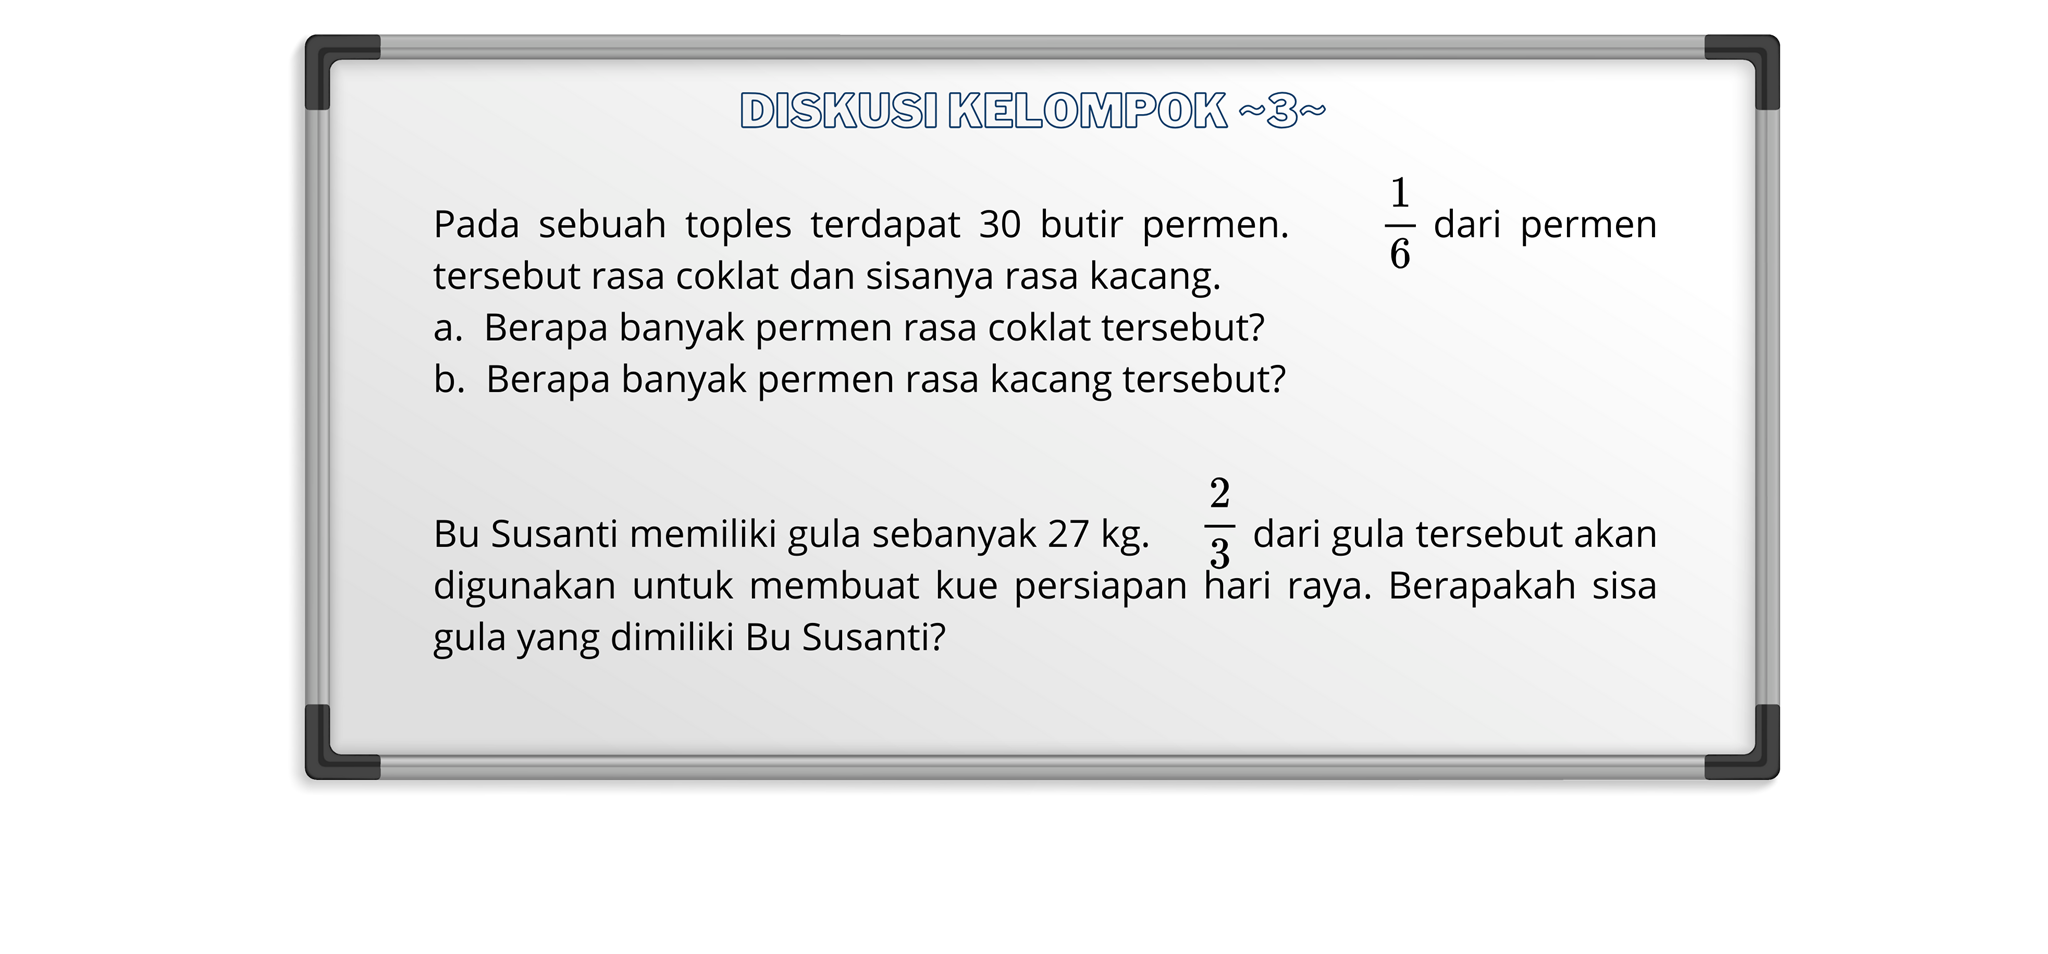 DISKUSI KELOMPOK ~3~
Pada sebuah toples terdapat 30 butir permen. 1/6 dari permen
tersebut rasa coklat dan sisanya rasa kacang.
a. Berapa banyak permen rasa coklat tersebut?
b. Berapa banyak permen rasa kacang tersebut?
Bu Susanti memiliki gula sebanyak 27 kg. 2/3 dari gula tersebut akan
digunakan untuk membuat kue persiapan hari raya. Berapakah sisa
gula yang dimiliki Bu Susanti?